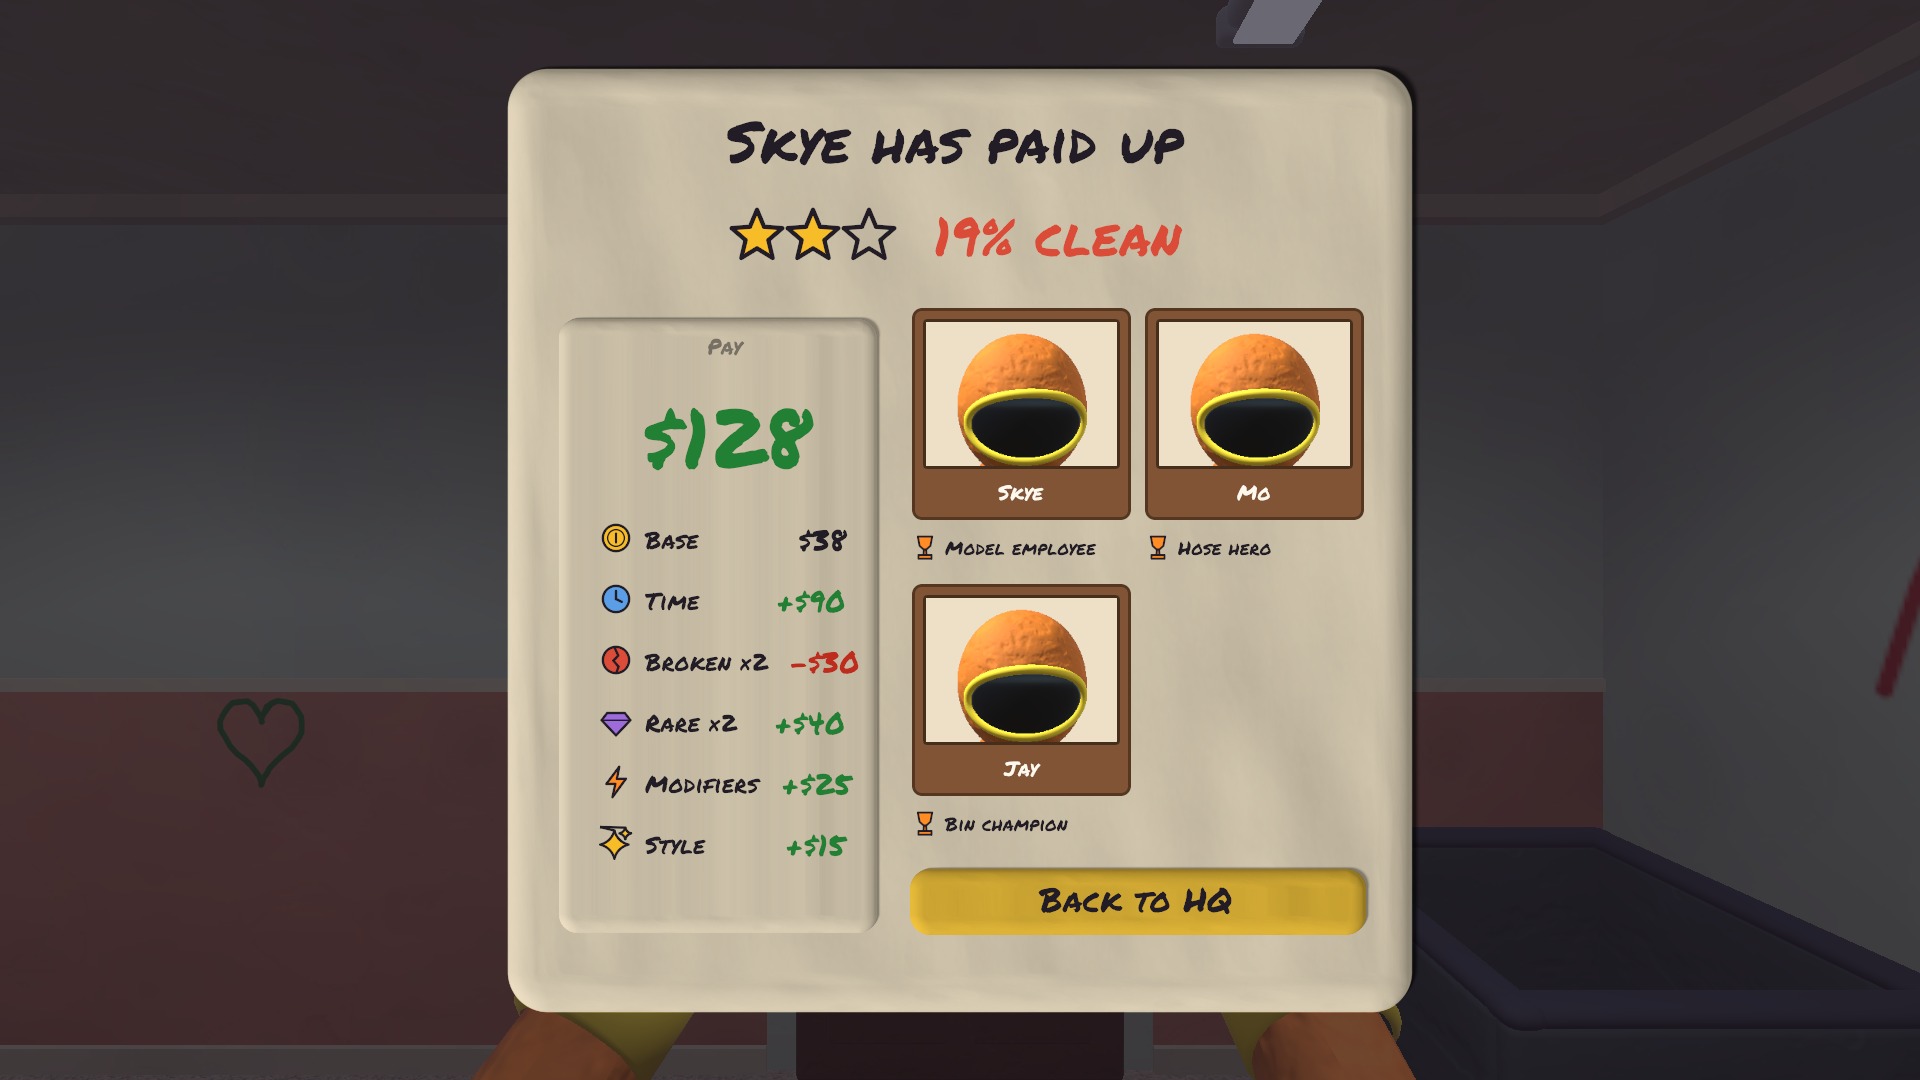 Skye has paid up
19% clean
Pay
$128
Base $38
Time +$90
Broken x2 -$30
Rare x2 +$40
Modifiers +$25
Style +$15
Skye
Model employee
Mo
Hose hero
Jay
Bin champion
Back to HQ